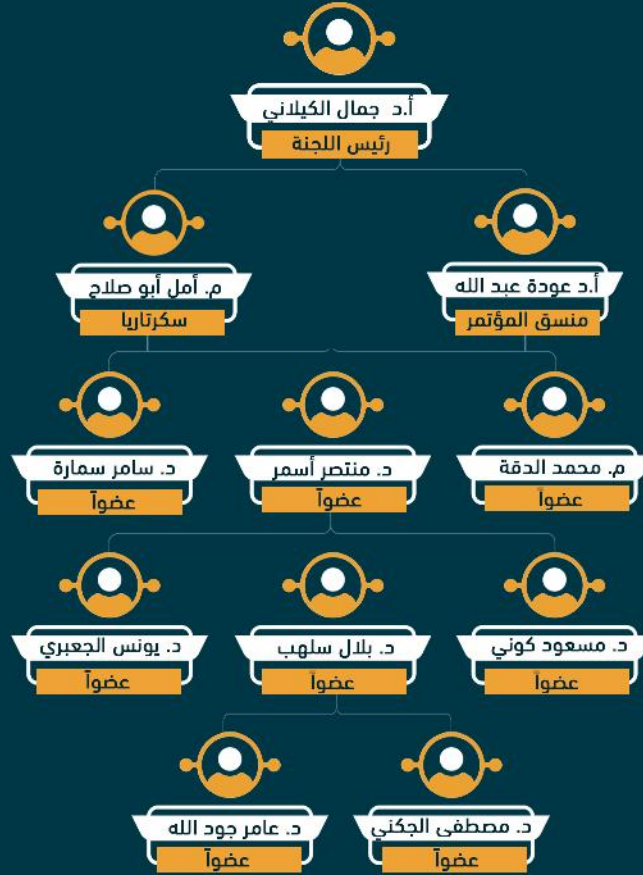 أ.د جمال الكيلاني
رئيس اللجنة
أ.د عودة عبد الله
منسق المؤتمر
م. أمل أبو صلاح
سكرتاريا
م. محمد الدقة
عضواً
د. منتصر أسمر
عضواً
د. سامر سمارة
عضواً
د. مسعود كوني
عضواً
د. بلال سلهب
عضواً
د. يونس الجعبري
عضواً
د. مصطفى الجكني
عضواً
د. عامر جود الله
عضواً